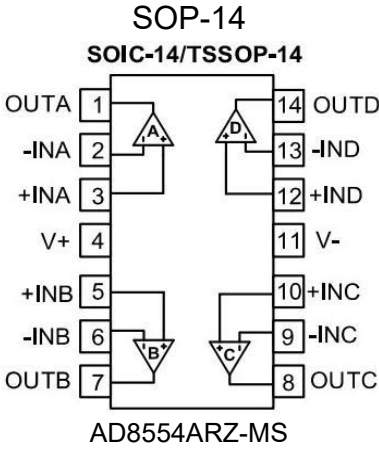 SOP-14
SOIC-14/TSSOP-14
OUTA 1 14 OUTD
A D
-INA 2 13 -IND
+INA 3 12 +IND
V+ 4 11 V-
+INB 5 10 +INC
-INB 6 9 -INC
B C
OUTB 7 8 OUTC
AD8554ARZ-MS